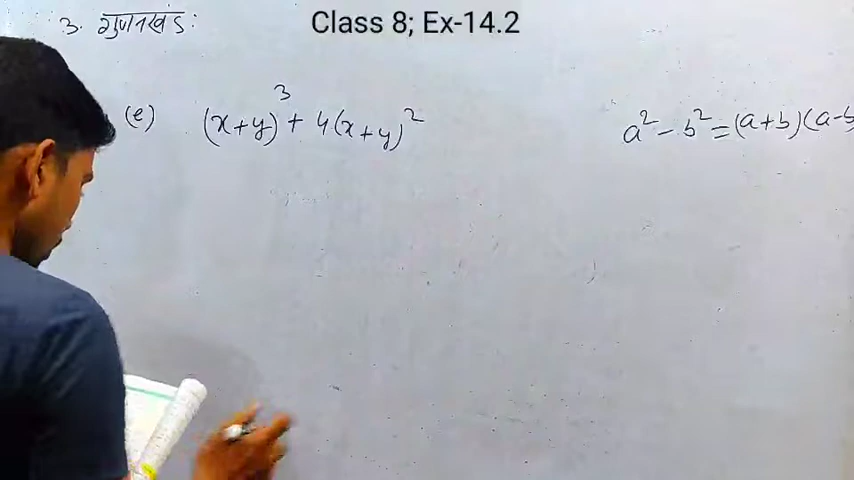 Class 8; Ex-14.2
3. गुणनखंड:
(e) (x+y)³ + 4(x+y)²
a² - b² = (a+b)(a-b)